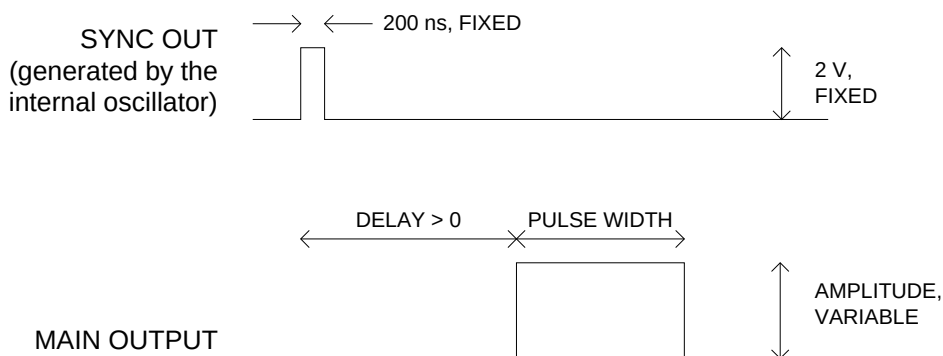 200 ns, FIXED
SYNC OUT
(generated by the
internal oscillator)
2 V,
FIXED
DELAY > 0
PULSE WIDTH
AMPLITUDE,
VARIABLE
MAIN OUTPUT